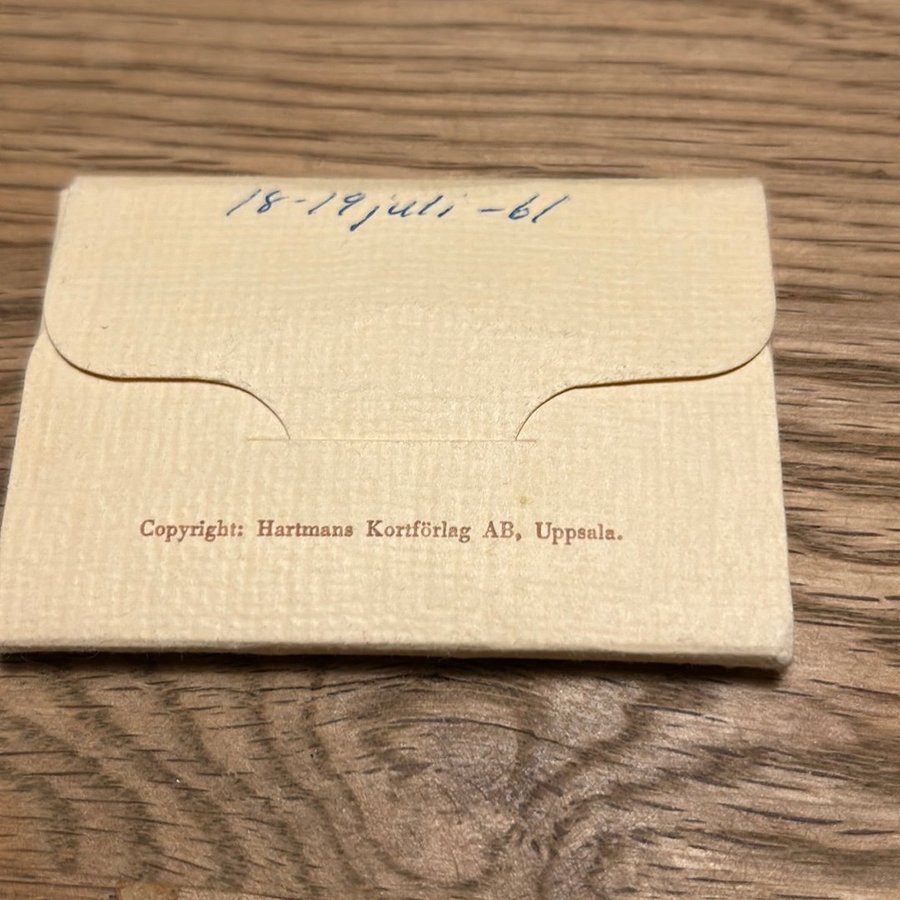 18-19 juli -61
Copyright: Hartmans Kortförlag AB, Uppsala.